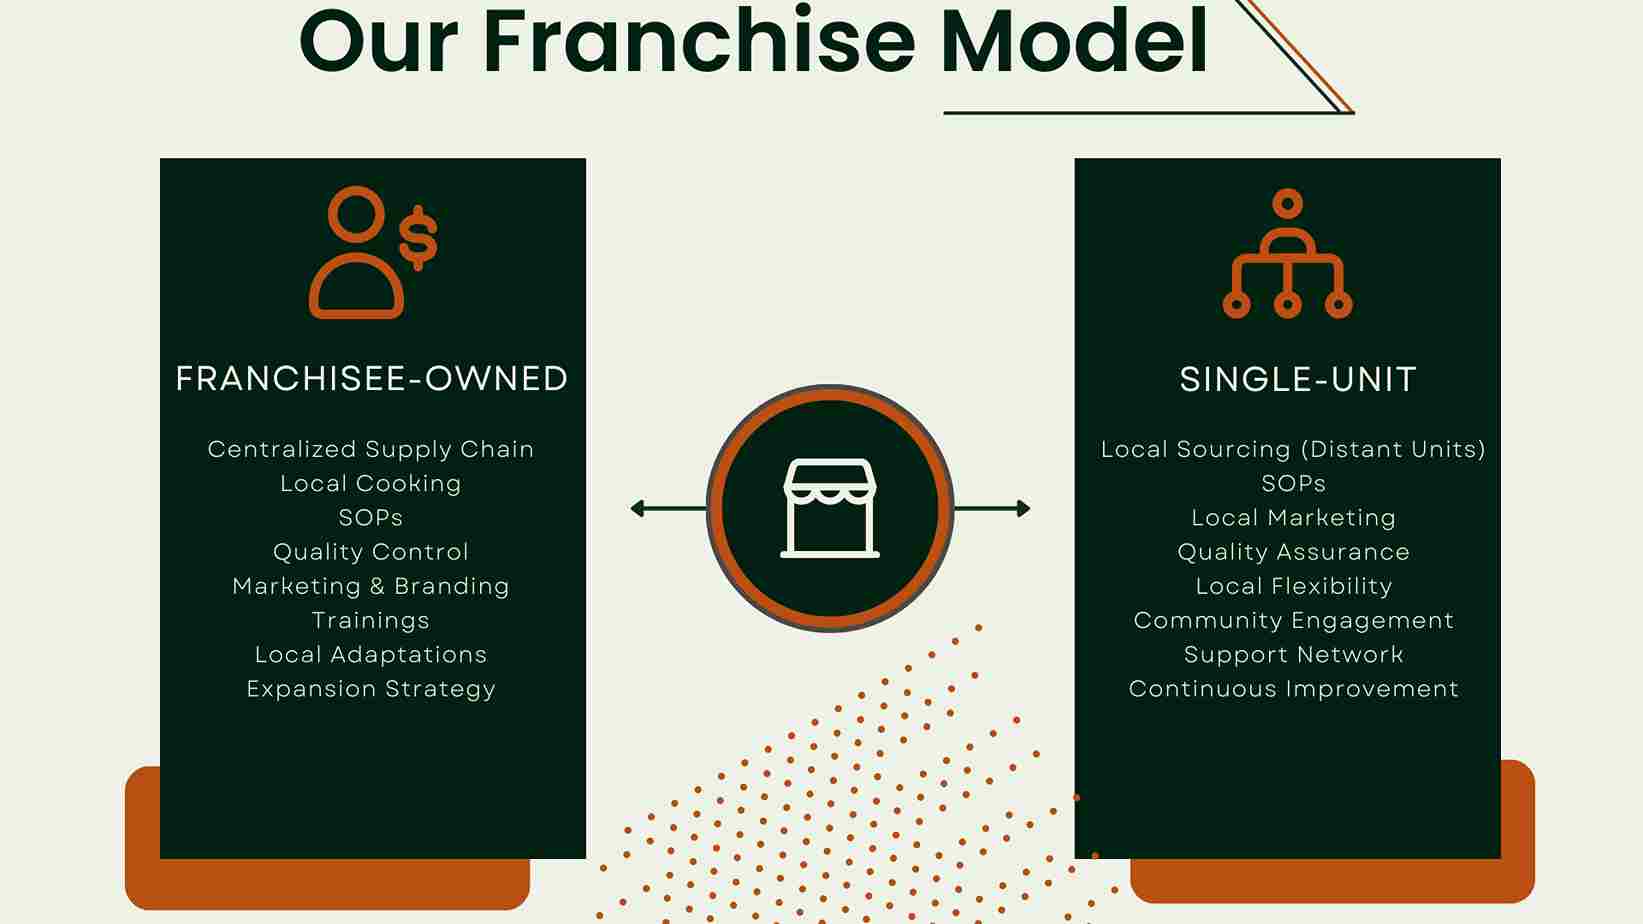 Our Franchise Model
FRANCHISEE-OWNED
Centralized Supply Chain
Local Cooking
SOPs
Quality Control
Marketing & Branding
Trainings
Local Adaptations
Expansion Strategy
SINGLE-UNIT
Local Sourcing (Distant Units)
SOPs
Local Marketing
Quality Assurance
Local Flexibility
Community Engagement
Support Network
Continuous Improvement